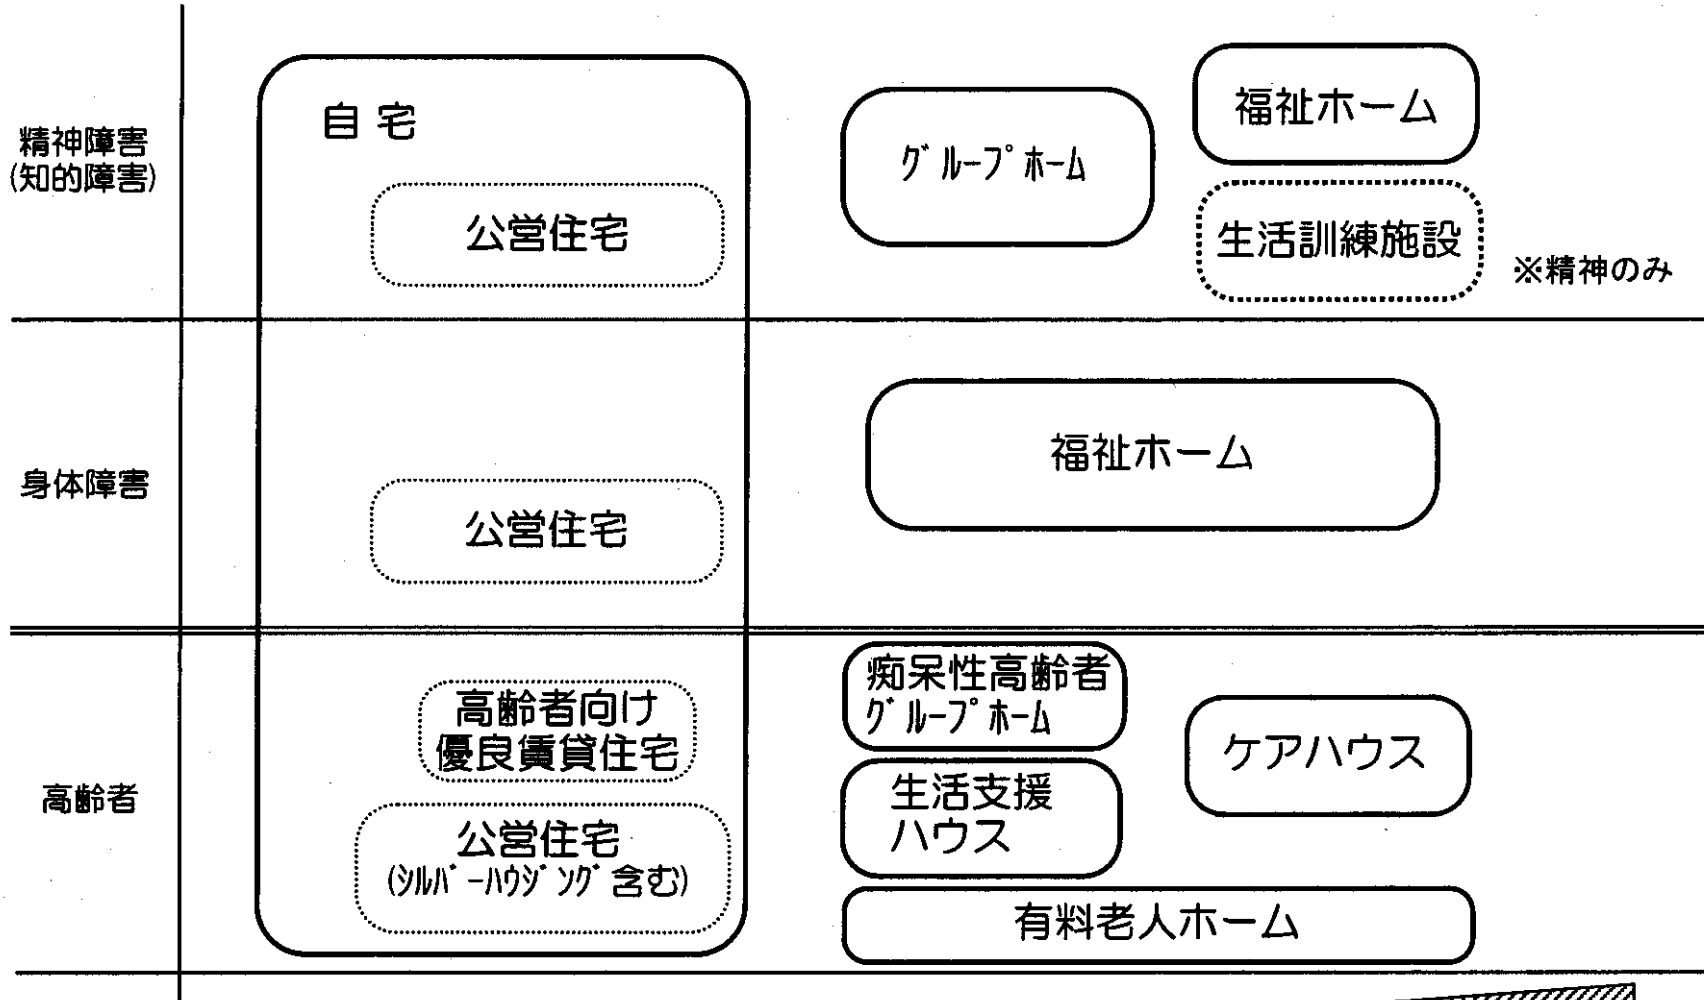 精神障害
(知的障害)
自宅
公営住宅
グループホーム
福祉ホーム
生活訓練施設
※精神のみ
身体障害
公営住宅
福祉ホーム
高齢者
高齢者向け
優良賃貸住宅
公営住宅
(シルバーハウジング含む)
痴呆性高齢者
グループホーム
生活支援
ハウス
ケアハウス
有料老人ホーム